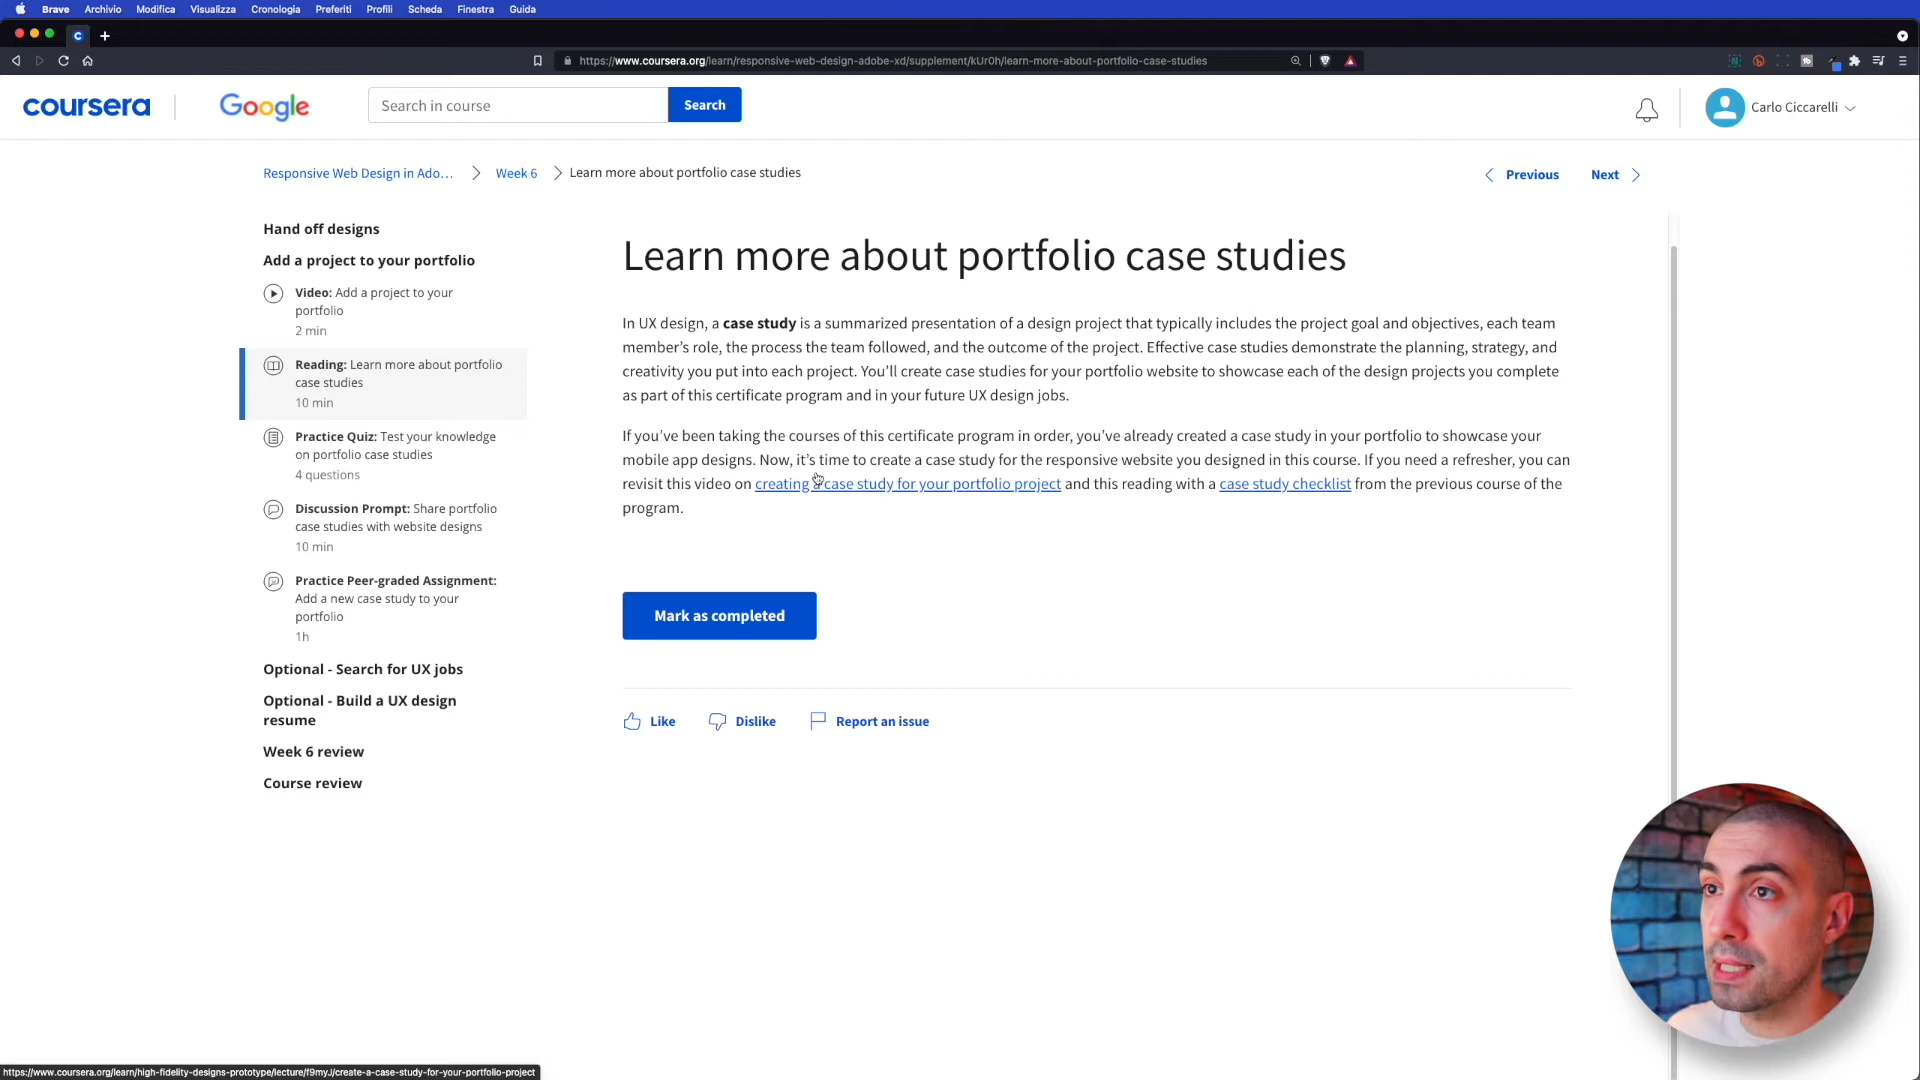 Brave Archivio Modifica Visualizza Cronologia Preferiti Profili Scheda Finestra Guida
https://www.coursera.org/learn/responsive-web-design-adobe-xd/supplement/kUr0h/learn-more-about-portfolio-case-studies
coursera Google Search in course Search Carlo Ciccarelli
Responsive Web Design in Ado... Week 6 Learn more about portfolio case studies Previous Next
Hand off designs
Add a project to your portfolio
Video: Add a project to your
portfolio
2 min
Reading: Learn more about portfolio
case studies
10 min
Practice Quiz: Test your knowledge
on portfolio case studies
4 questions
Discussion Prompt: Share portfolio
case studies with website designs
10 min
Practice Peer-graded Assignment:
Add a new case study to your
portfolio
1h
Optional - Search for UX jobs
Optional - Build a UX design
resume
Week 6 review
Course review
Learn more about portfolio case studies
In UX design, a case study is a summarized presentation of a design project that typically includes the project goal and objectives, each team
member’s role, the process the team followed, and the outcome of the project. Effective case studies demonstrate the planning, strategy, and
creativity you put into each project. You’ll create case studies for your portfolio website to showcase each of the design projects you complete
as part of this certificate program and in your future UX design jobs.
If you’ve been taking the courses of this certificate program in order, you’ve already created a case study in your portfolio to showcase your
mobile app designs. Now, it’s time to create a case study for the responsive website you designed in this course. If you need a refresher, you can
revisit this video on creating a case study for your portfolio project and this reading with a case study checklist from the previous course of the
program.
Mark as completed
Like Dislike Report an issue
https://www.coursera.org/learn/high-fidelity-designs-prototype/lecture/f9myJ/create-a-case-study-for-your-portfolio-project